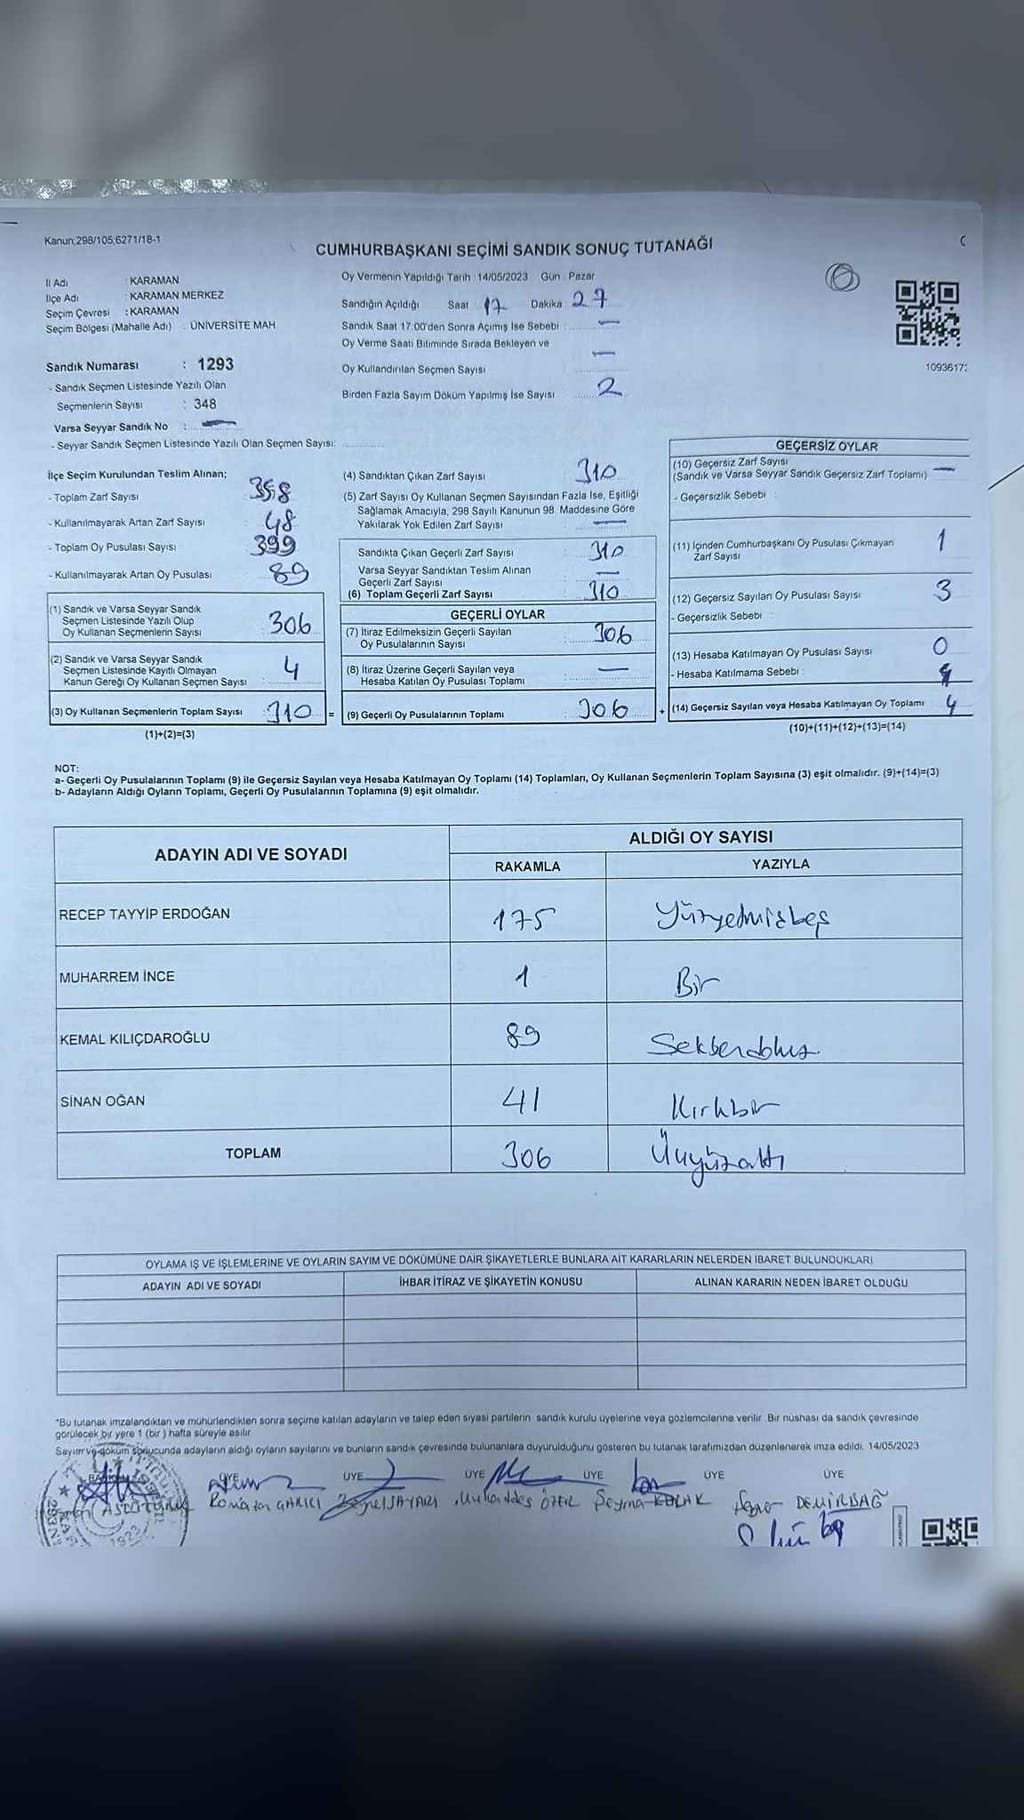 Kanun:298/105,6271/18-1
CUMHURBAŞKANI SEÇİMİ SANDIK SONUÇ TUTANAĞI
İl Adı : KARAMAN
İlçe Adı : KARAMAN MERKEZ
Seçim Çevresi : KARAMAN
Seçim Bölgesi (Mahalle Adı) : ÜNİVERSİTE MAH
Sandık Numarası : 1293
- Sandık Seçmen Listesinde Yazılı Olan
Seçmenlerin Sayısı : 348
Varsa Seyyar Sandık No : —
- Seyyar Sandık Seçmen Listesinde Yazılı Olan Seçmen Sayısı:
Oy Vermenin Yapıldığı Tarih : 14/05/2023 Gün : Pazar
Sandığın Açıldığı Saat 17 Dakika 27
Sandık Saat 17:00'den Sonra Açımış İse Sebebi : —
Oy Verme Saati Bitiminde Sırada Bekleyen ve
Oy Kullandırılan Seçmen Sayısı —
Birden Fazla Sayım Döküm Yapılmış İse Sayısı 2
1093617
İlçe Seçim Kurulundan Teslim Alınan;
- Toplam Zarf Sayısı 358
- Kullanılmayarak Artan Zarf Sayısı 48
- Toplam Oy Pusulası Sayısı 399
- Kullanılmayarak Artan Oy Pusulası 89
(1) Sandık ve Varsa Seyyar Sandık
Seçmen Listesinde Yazılı Olup
Oy Kullanan Seçmenlerin Sayısı 306
(2) Sandık ve Varsa Seyyar Sandık
Seçmen Listesinde Kayıtlı Olmayan
Kanun Gereği Oy Kullanan Seçmen Sayısı 4
(3) Oy Kullanan Seçmenlerin Toplam Sayısı 310 =
(1)+(2)=(3)
(4) Sandıktan Çıkan Zarf Sayısı 310
(5) Zarf Sayısı Oy Kullanan Seçmen Sayısından Fazla İse, Eşitliği
Sağlamak Amacıyla, 298 Sayılı Kanunun 98. Maddesine Göre
Yakılarak Yok Edilen Zarf Sayısı —
Sandıkta Çıkan Geçerli Zarf Sayısı 310
Varsa Seyyar Sandıktan Teslim Alınan
Geçerli Zarf Sayısı —
(6) Toplam Geçerli Zarf Sayısı 310
GEÇERLİ OYLAR
(7) İtiraz Edilmeksizin Geçerli Sayılan
Oy Pusulalarının Sayısı 306
(8) İtiraz Üzerine Geçerli Sayılan veya
Hesaba Katılan Oy Pusulası Toplamı —
(9) Geçerli Oy Pusulalarının Toplamı 306 +
GEÇERSİZ OYLAR
(10) Geçersiz Zarf Sayısı
(Sandık ve Varsa Seyyar Sandık Geçersiz Zarf Toplamı) —
- Geçersizlik Sebebi
(11) İçinden Cumhurbaşkanı Oy Pusulası Çıkmayan
Zarf Sayısı 1
(12) Geçersiz Sayılan Oy Pusulası Sayısı 3
- Geçersizlik Sebebi
(13) Hesaba Katılmayan Oy Pusulası Sayısı 0
- Hesaba Katılmama Sebebi
(14) Geçersiz Sayılan veya Hesaba Katılmayan Oy Toplamı 4
(10)+(11)+(12)+(13)=(14)
NOT:
a- Geçerli Oy Pusulalarının Toplamı (9) ile Geçersiz Sayılan veya Hesaba Katılmayan Oy Toplamı (14) Toplamları, Oy Kullanan Seçmenlerin Toplam Sayısına (3) eşit olmalıdır. (9)+(14)=(3)
b- Adayların Aldığı Oyların Toplamı, Geçerli Oy Pusulalarının Toplamına (9) eşit olmalıdır.
ADAYIN ADI VE SOYADI ALDIĞI OY SAYISI
RAKAMLA YAZIYLA
RECEP TAYYİP ERDOĞAN 175 Yüzyetmişbeş
MUHARREM İNCE 1 Bir
KEMAL KILIÇDAROĞLU 89 Seksendokuz
SİNAN OĞAN 41 Kırkbir
TOPLAM 306 Üçyüzaltı
OYLAMA İŞ VE İŞLEMLERİNE VE OYLARIN SAYIM VE DÖKÜMÜNE DAİR ŞİKAYETLERLE BUNLARA AİT KARARLARIN NELERDEN İBARET BULUNDUKLARI
ADAYIN ADI VE SOYADI İHBAR İTİRAZ VE ŞİKAYETİN KONUSU ALINAN KARARIN NEDEN İBARET OLDUĞU
*Bu tutanak imzalandıktan ve mühürlendikten sonra seçime katılan adayların ve talep eden siyasi partilerin sandık kurulu üyelerine veya gözlemcilerine verilir. Bir nüshası da sandık çevresinde
görülecek bir yere 1 (bir) hafta süreyle asılır.
Sayım ve döküm sonucunda adayların aldığı oyların sayılarını ve bunların sandık çevresinde bulunanlara duyurulduğunu gösteren bu tutanak tarafımızdan düzenlenerek imza edildi. 14/05/2023
BAŞKAN ÜYE ÜYE ÜYE ÜYE ÜYE ÜYE
Ramazan GARICI
ÖZER Şeyma KOLAK
DEMİRBAĞ